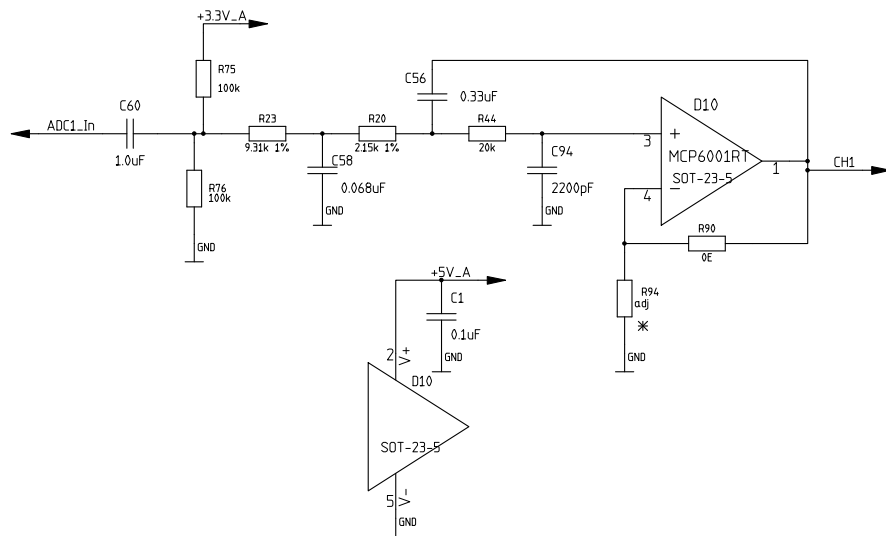 +3.3V_A
R75
100k
C56
0.33uF
D10
C60
ADC1_In
1.0uF
R23
9.31k 1%
R20
2.15k 1%
R44
20k
3
+
MCP6001RT
SOT-23-5
1
CH1
C58
0.068uF
GND
C94
2200pF
GND
4
−
R76
100k
GND
R90
0E
+5V_A
C1
0.1uF
GND
R94
adj
*
GND
2
V+
D10
SOT-23-5
5
V-
GND